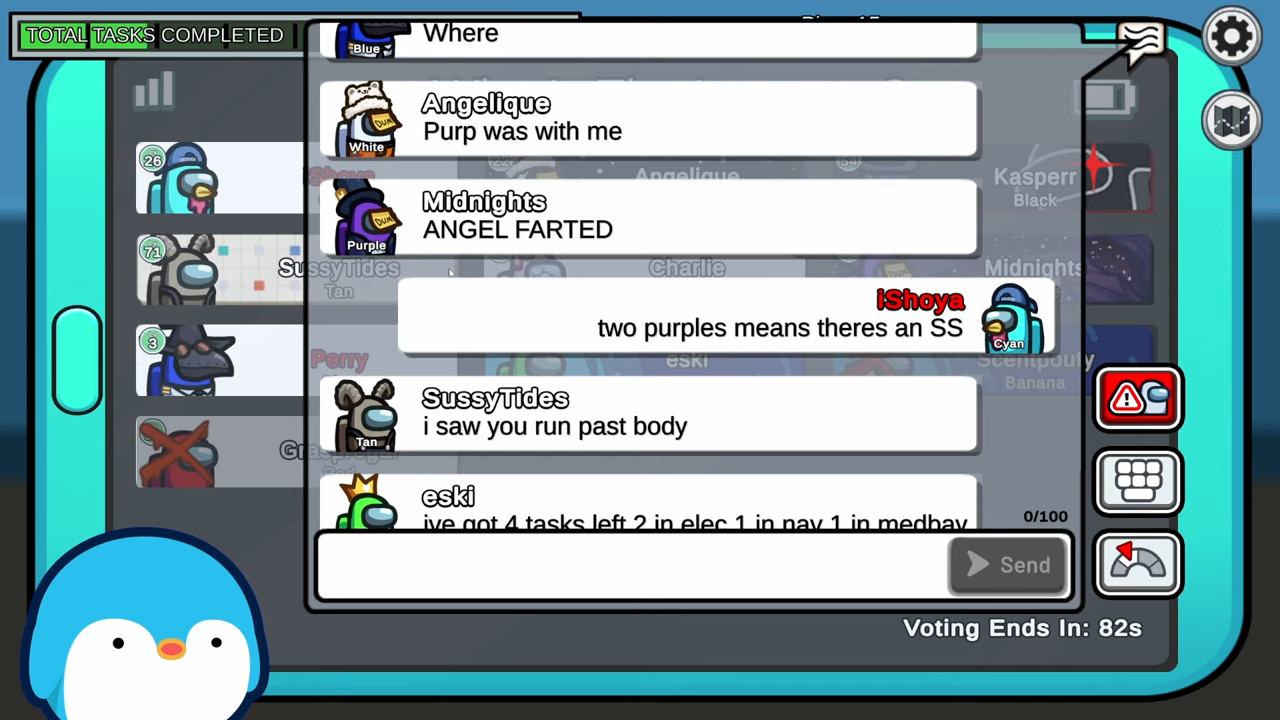 TOTAL TASKS COMPLETED
Blue
Where
Angelique
Purp was with me
White
Midnights
ANGEL FARTED
Purple
iShoya
two purples means theres an SS
Cyan
SussyTides
i saw you run past body
Tan
eski
ive got 4 tasks left 2 in elec 1 in nav 1 in medbay
0/100
Send
Voting Ends In: 82s
26
iShoya
71
SussyTides
Tan
3
Perry
Angelique
Charlie
eski
Kasperr
Black
Midnights
Scentpouty
Banana
DUM
DUM